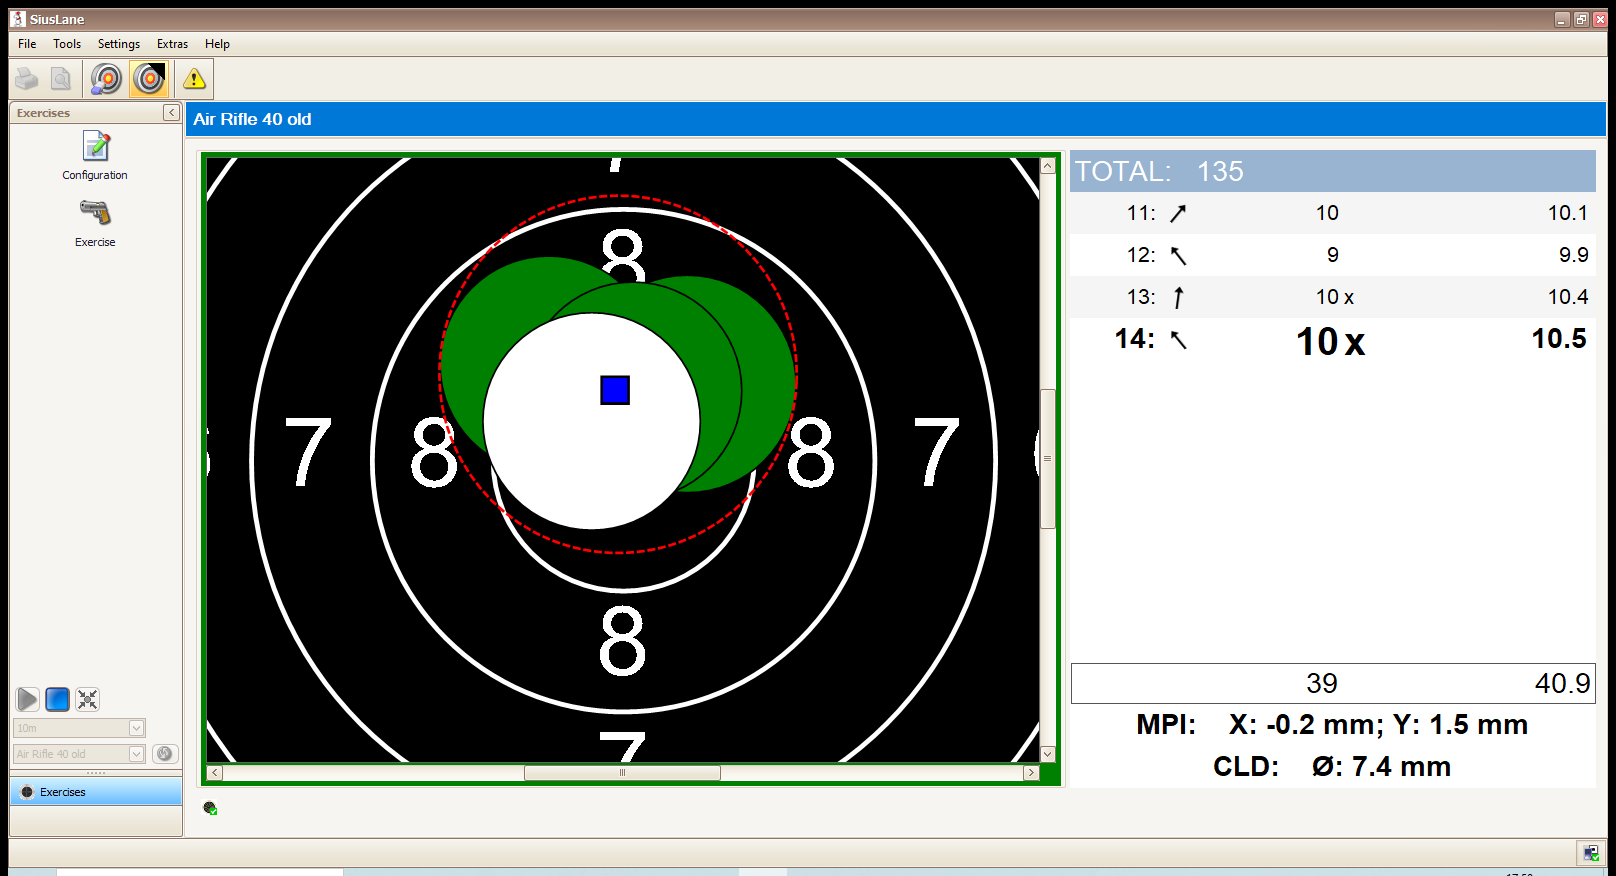 SiusLane
File Tools Settings Extras Help
Exercises
Configuration
Exercise
10m
Air Rifle 40 old
Exercises
Air Rifle 40 old
8
7 8 8 7
8
7
TOTAL: 135
11: 10 10.1
12: 9 9.9
13: 10 x 10.4
14: 10 x 10.5
39 40.9
MPI: X: -0.2 mm; Y: 1.5 mm
CLD: Ø: 7.4 mm